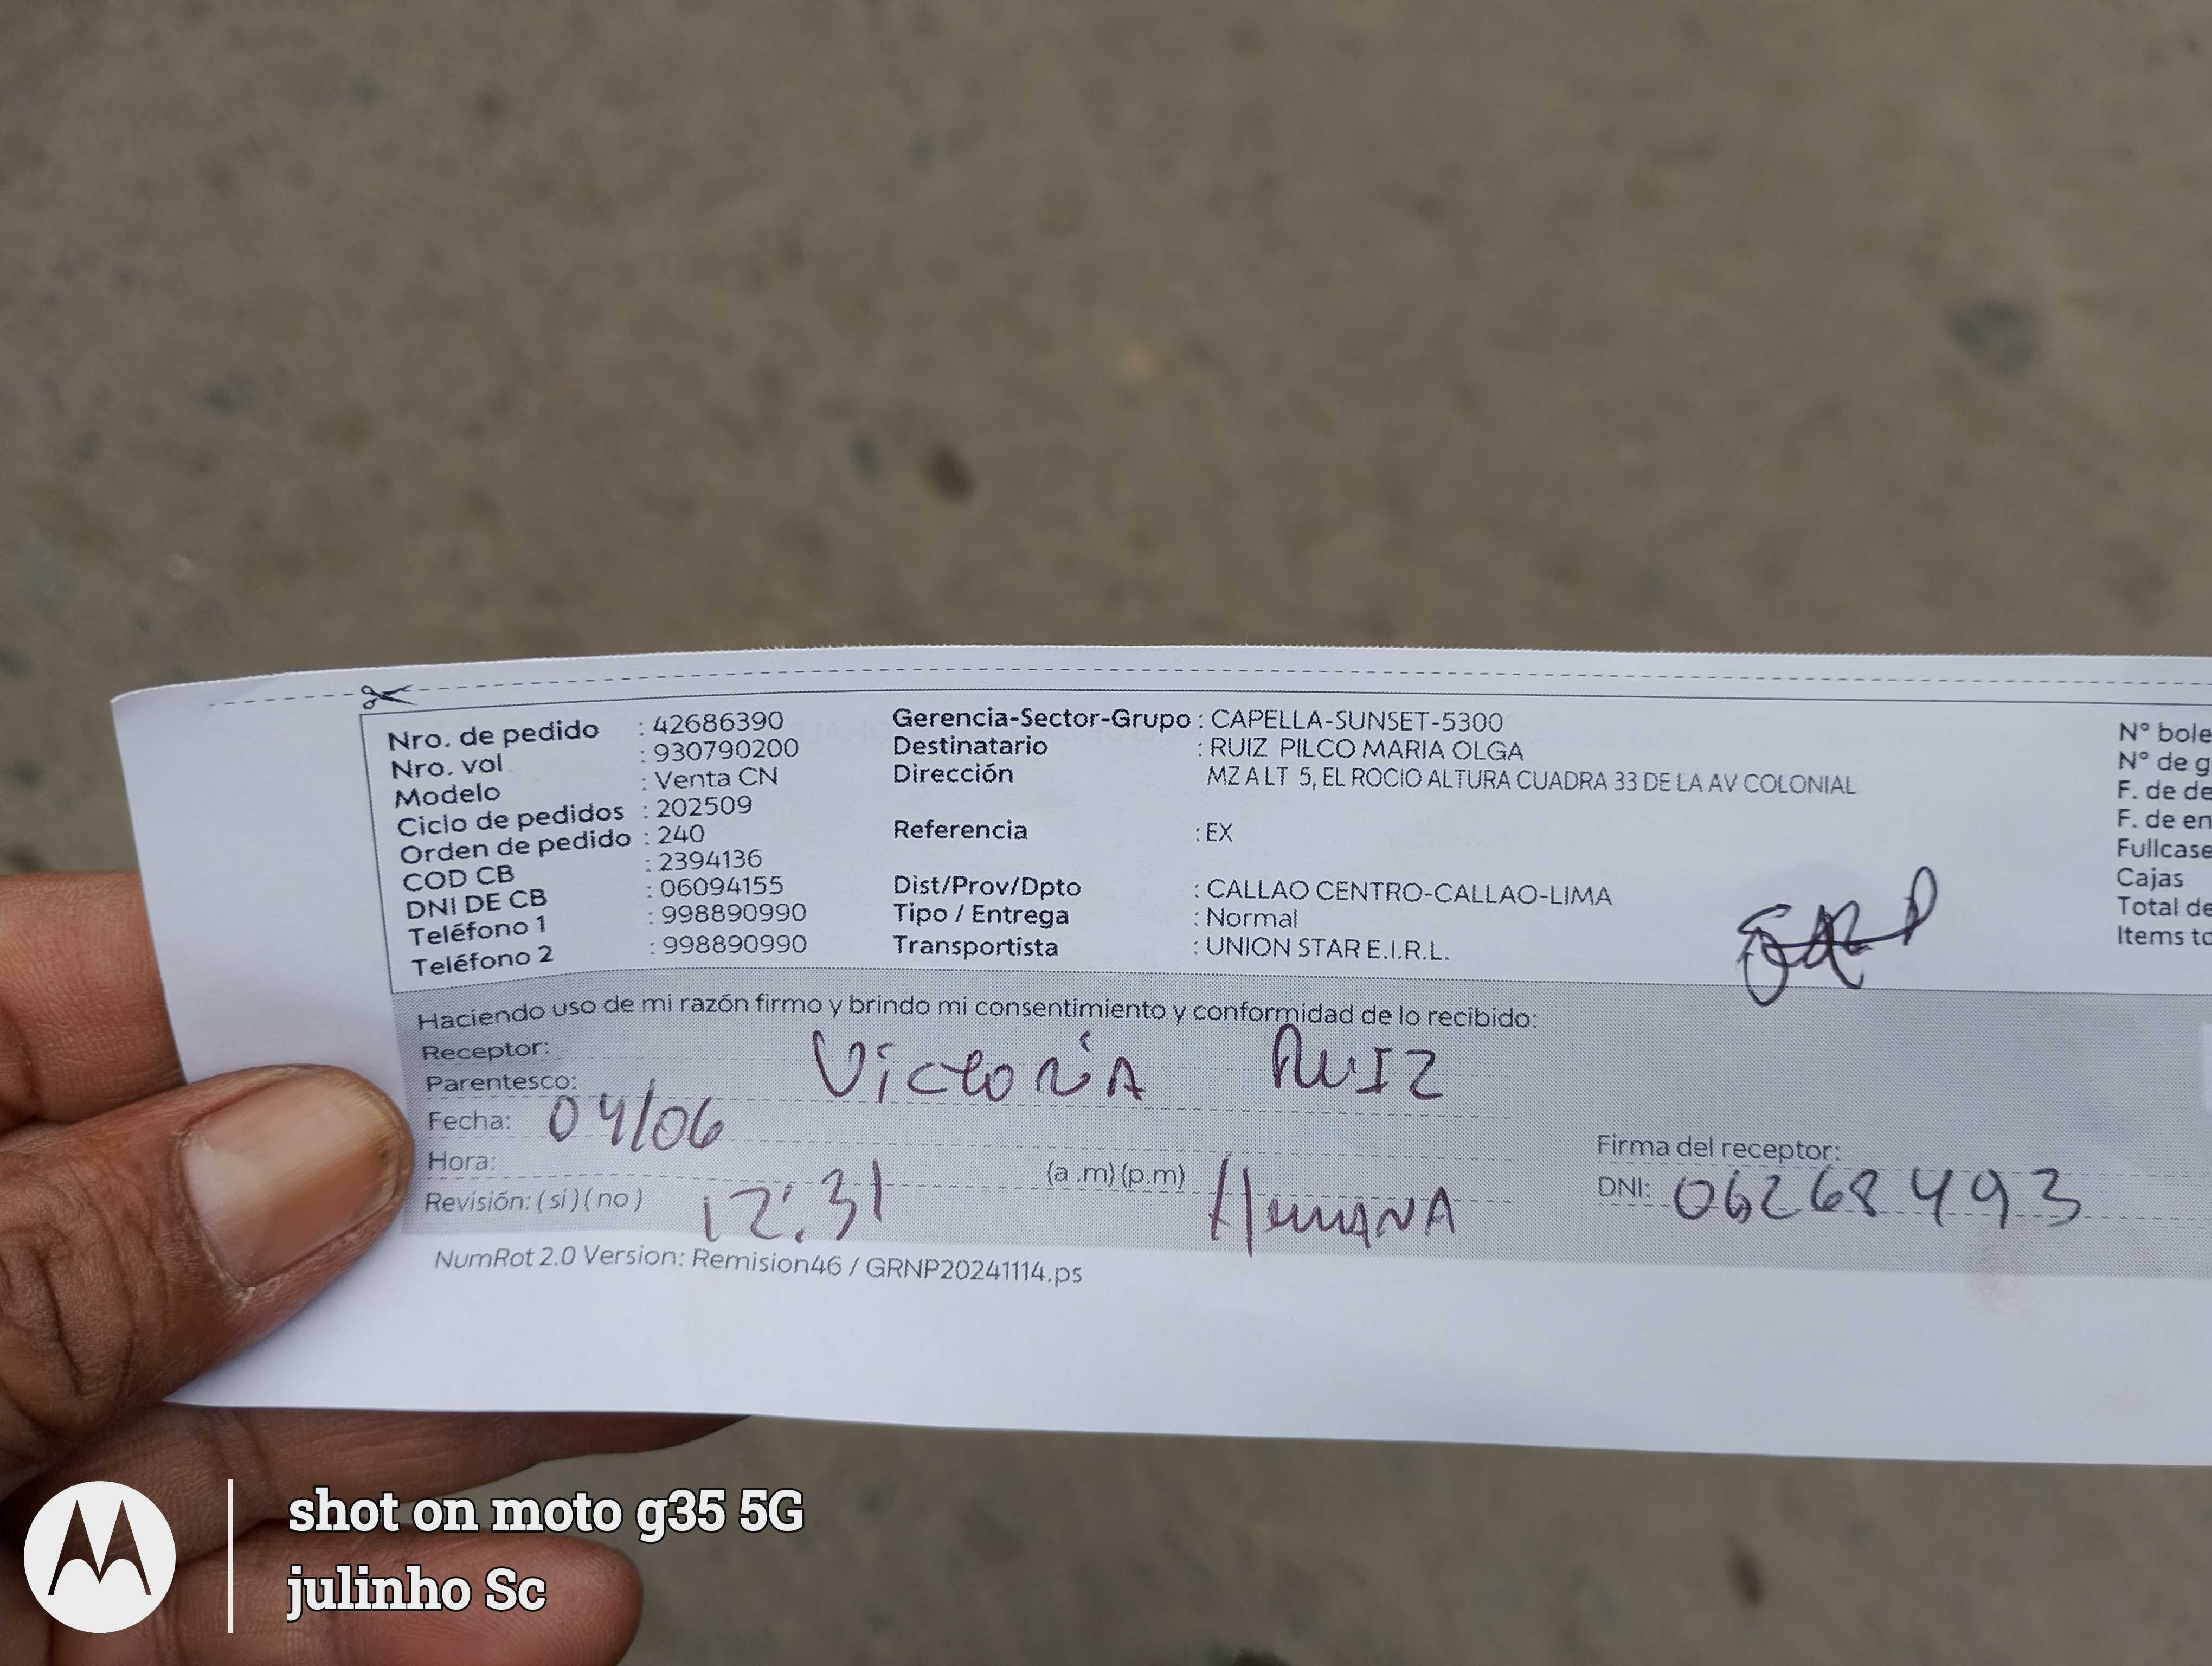 Nro. de pedido : 42686390
Nro. vol : 930790200
Modelo : Venta CN
Ciclo de pedidos : 202509
Orden de pedido : 240
COD CB : 2394136
DNI DE CB : 06094155
Teléfono 1 : 998890990
Teléfono 2 : 998890990
Gerencia-Sector-Grupo : CAPELLA-SUNSET-5300
Destinatario : RUIZ PILCO MARIA OLGA
Dirección MZ A LT 5, EL ROCIO ALTURA CUADRA 33 DE LA AV COLONIAL
Referencia : EX
Dist/Prov/Dpto : CALLAO CENTRO-CALLAO-LIMA
Tipo / Entrega : Normal
Transportista : UNION STAR E.I.R.L.
N° bole
N° de g
F. de de
F. de en
Fullcase
Cajas
Total de
Items to
Haciendo uso de mi razón firmo y brindo mi consentimiento y conformidad de lo recibido:
Receptor: Victoria Ruiz
Parentesco:
Fecha: 04/06
Hora: (a .m) (p.m)
Revisión: ( si ) ( no ) 12:31 Hermana
Firma del receptor:
DNI: 06268493
NumRot 2.0 Version: Remision46 / GRNP20241114.ps
shot on moto g35 5G
julinho Sc